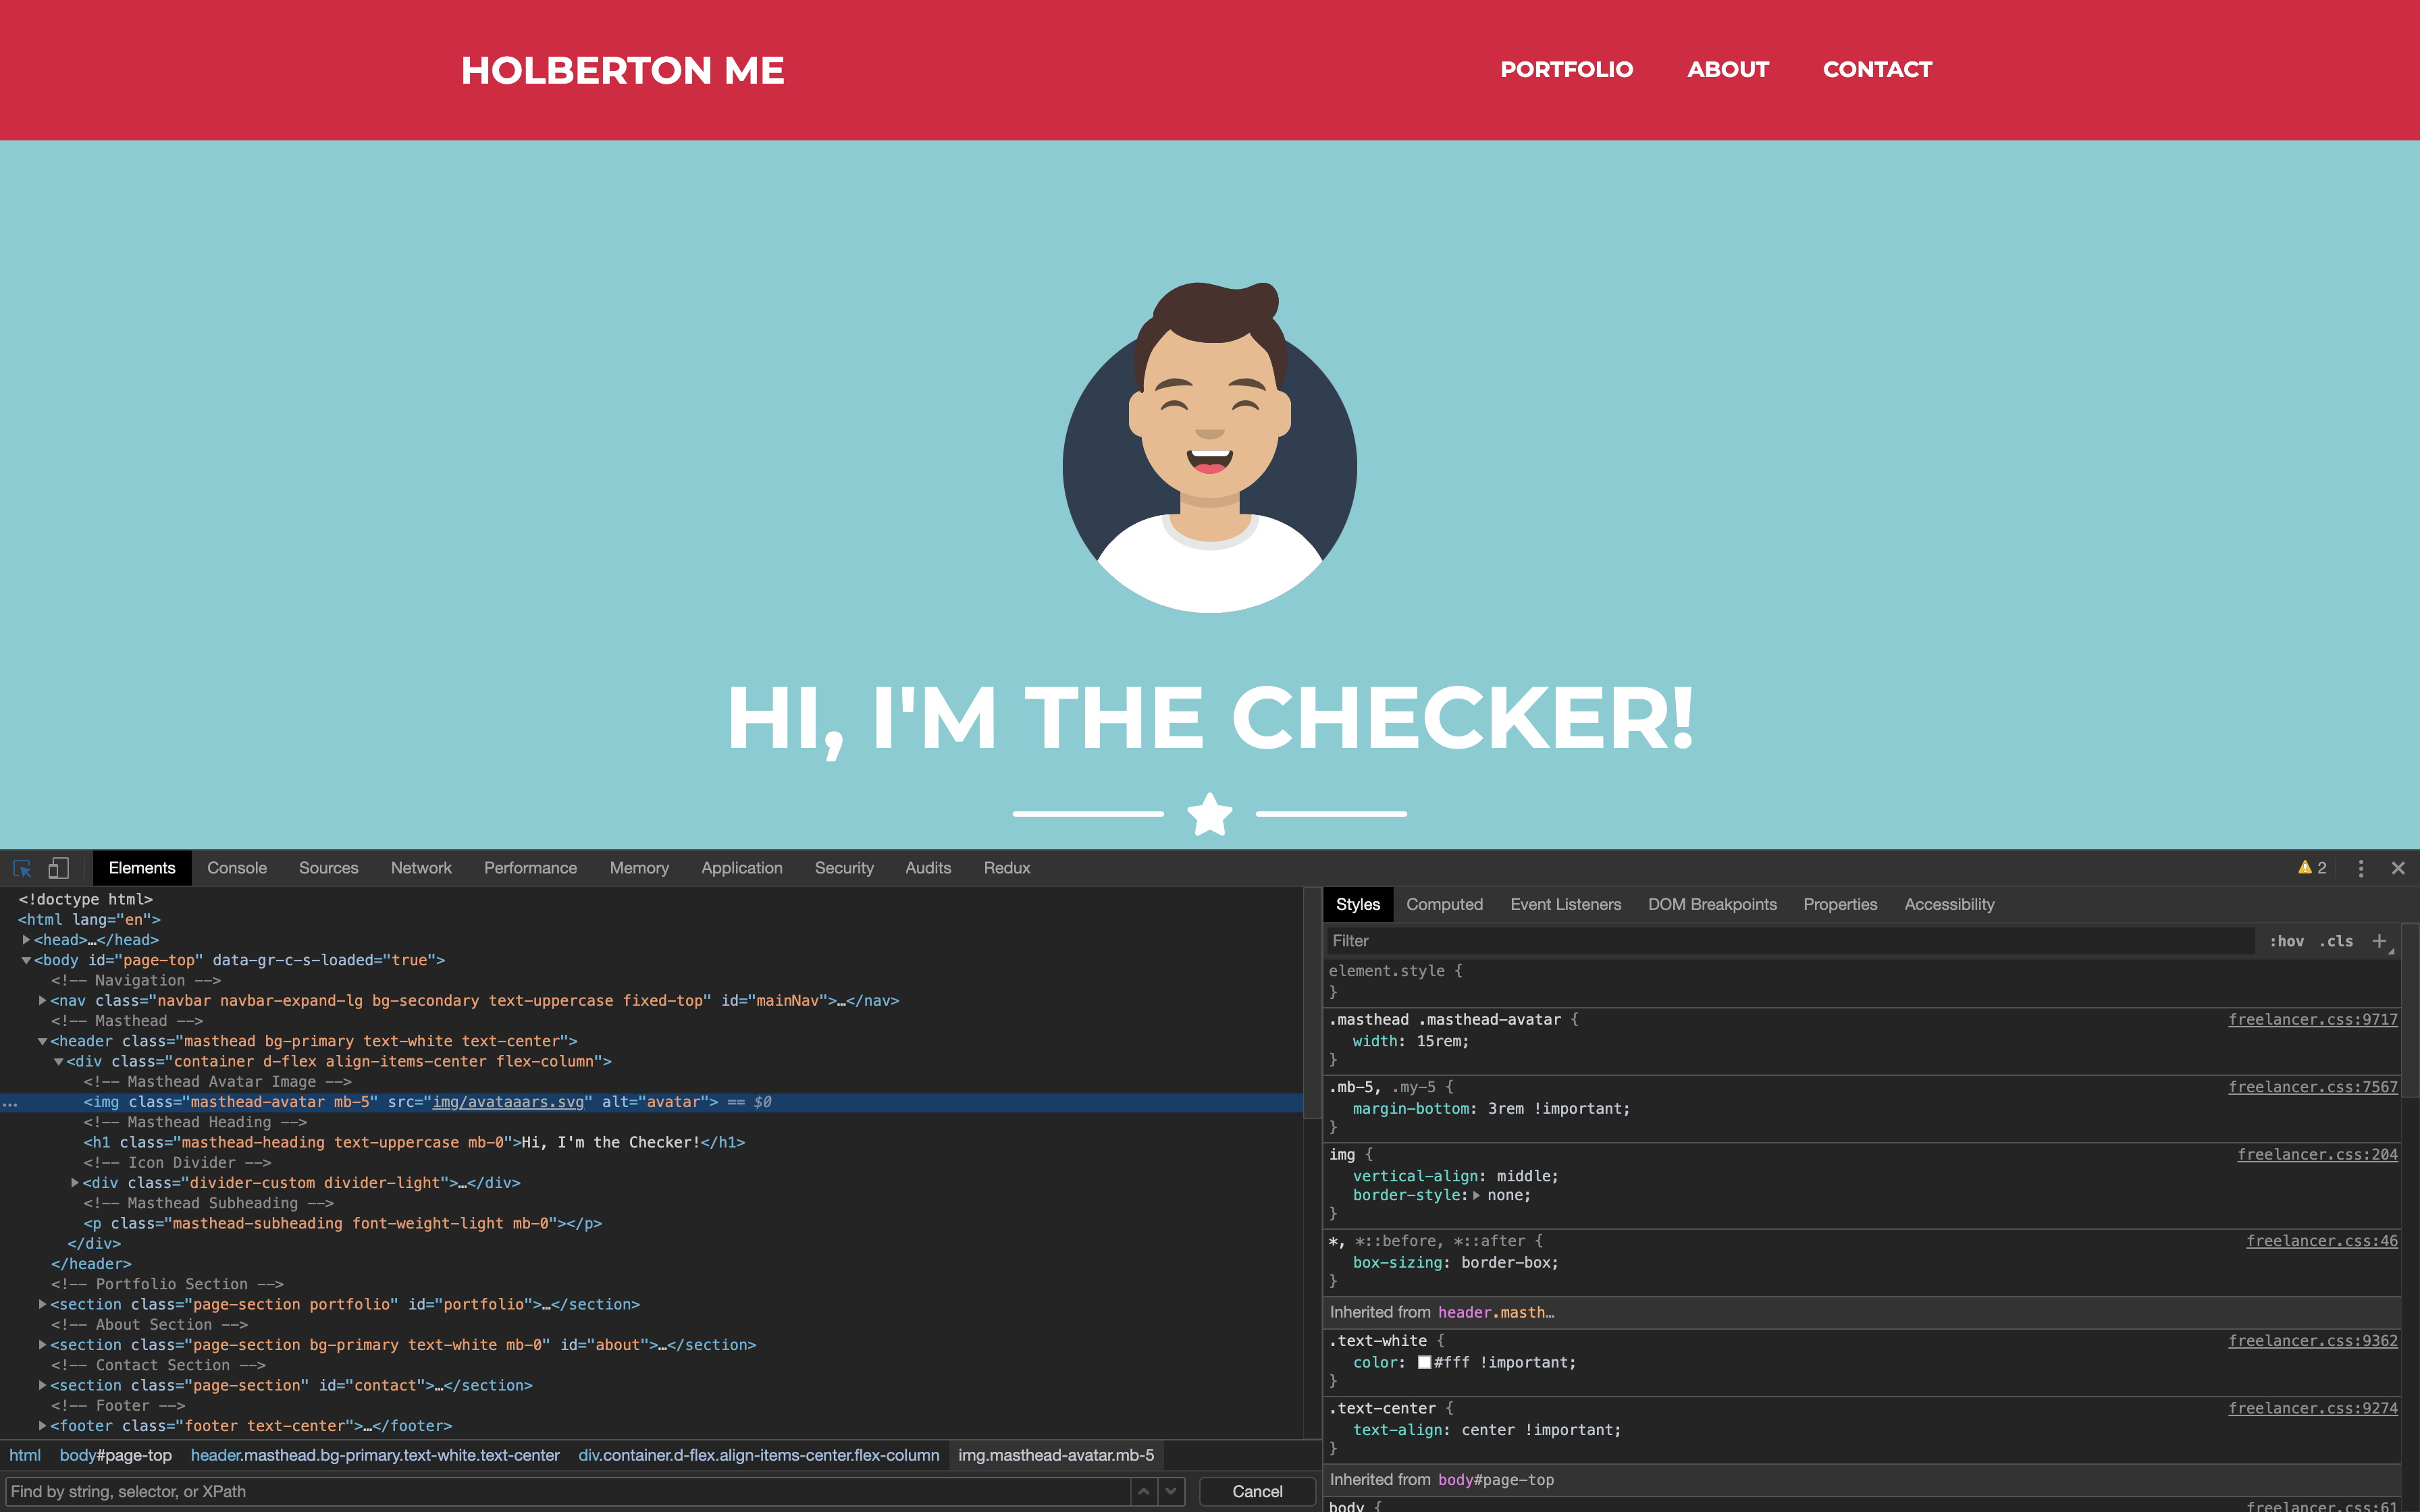 HOLBERTON ME
PORTFOLIO ABOUT CONTACT
HI, I'M THE CHECKER!
Elements Console Sources Network Performance Memory Application Security Audits Redux 2
<!doctype html>
<html lang="en">
<head>…</head>
<body id="page-top" data-gr-c-s-loaded="true">
<!-- Navigation -->
<nav class="navbar navbar-expand-lg bg-secondary text-uppercase fixed-top" id="mainNav">…</nav>
<!-- Masthead -->
<header class="masthead bg-primary text-white text-center">
<div class="container d-flex align-items-center flex-column">
<!-- Masthead Avatar Image -->
<img class="masthead-avatar mb-5" src="img/avataaars.svg" alt="avatar"> == $0
<!-- Masthead Heading -->
<h1 class="masthead-heading text-uppercase mb-0">Hi, I'm the Checker!</h1>
<!-- Icon Divider -->
<div class="divider-custom divider-light">…</div>
<!-- Masthead Subheading -->
<p class="masthead-subheading font-weight-light mb-0"></p>
</div>
</header>
<!-- Portfolio Section -->
<section class="page-section portfolio" id="portfolio">…</section>
<!-- About Section -->
<section class="page-section bg-primary text-white mb-0" id="about">…</section>
<!-- Contact Section -->
<section class="page-section" id="contact">…</section>
<!-- Footer -->
<footer class="footer text-center">…</footer>
html body#page-top header.masthead.bg-primary.text-white.text-center div.container.d-flex.align-items-center.flex-column img.masthead-avatar.mb-5
Find by string, selector, or XPath Cancel
Styles Computed Event Listeners DOM Breakpoints Properties Accessibility
Filter :hov .cls +
element.style {
}
.masthead .masthead-avatar { freelancer.css:9717
width: 15rem;
}
.mb-5, .my-5 { freelancer.css:7567
margin-bottom: 3rem !important;
}
img { freelancer.css:204
vertical-align: middle;
border-style: none;
}
*, *::before, *::after { freelancer.css:46
box-sizing: border-box;
}
Inherited from header.masth…
.text-white { freelancer.css:9362
color: #fff !important;
}
.text-center { freelancer.css:9274
text-align: center !important;
}
Inherited from body#page-top
body { freelancer.css:61